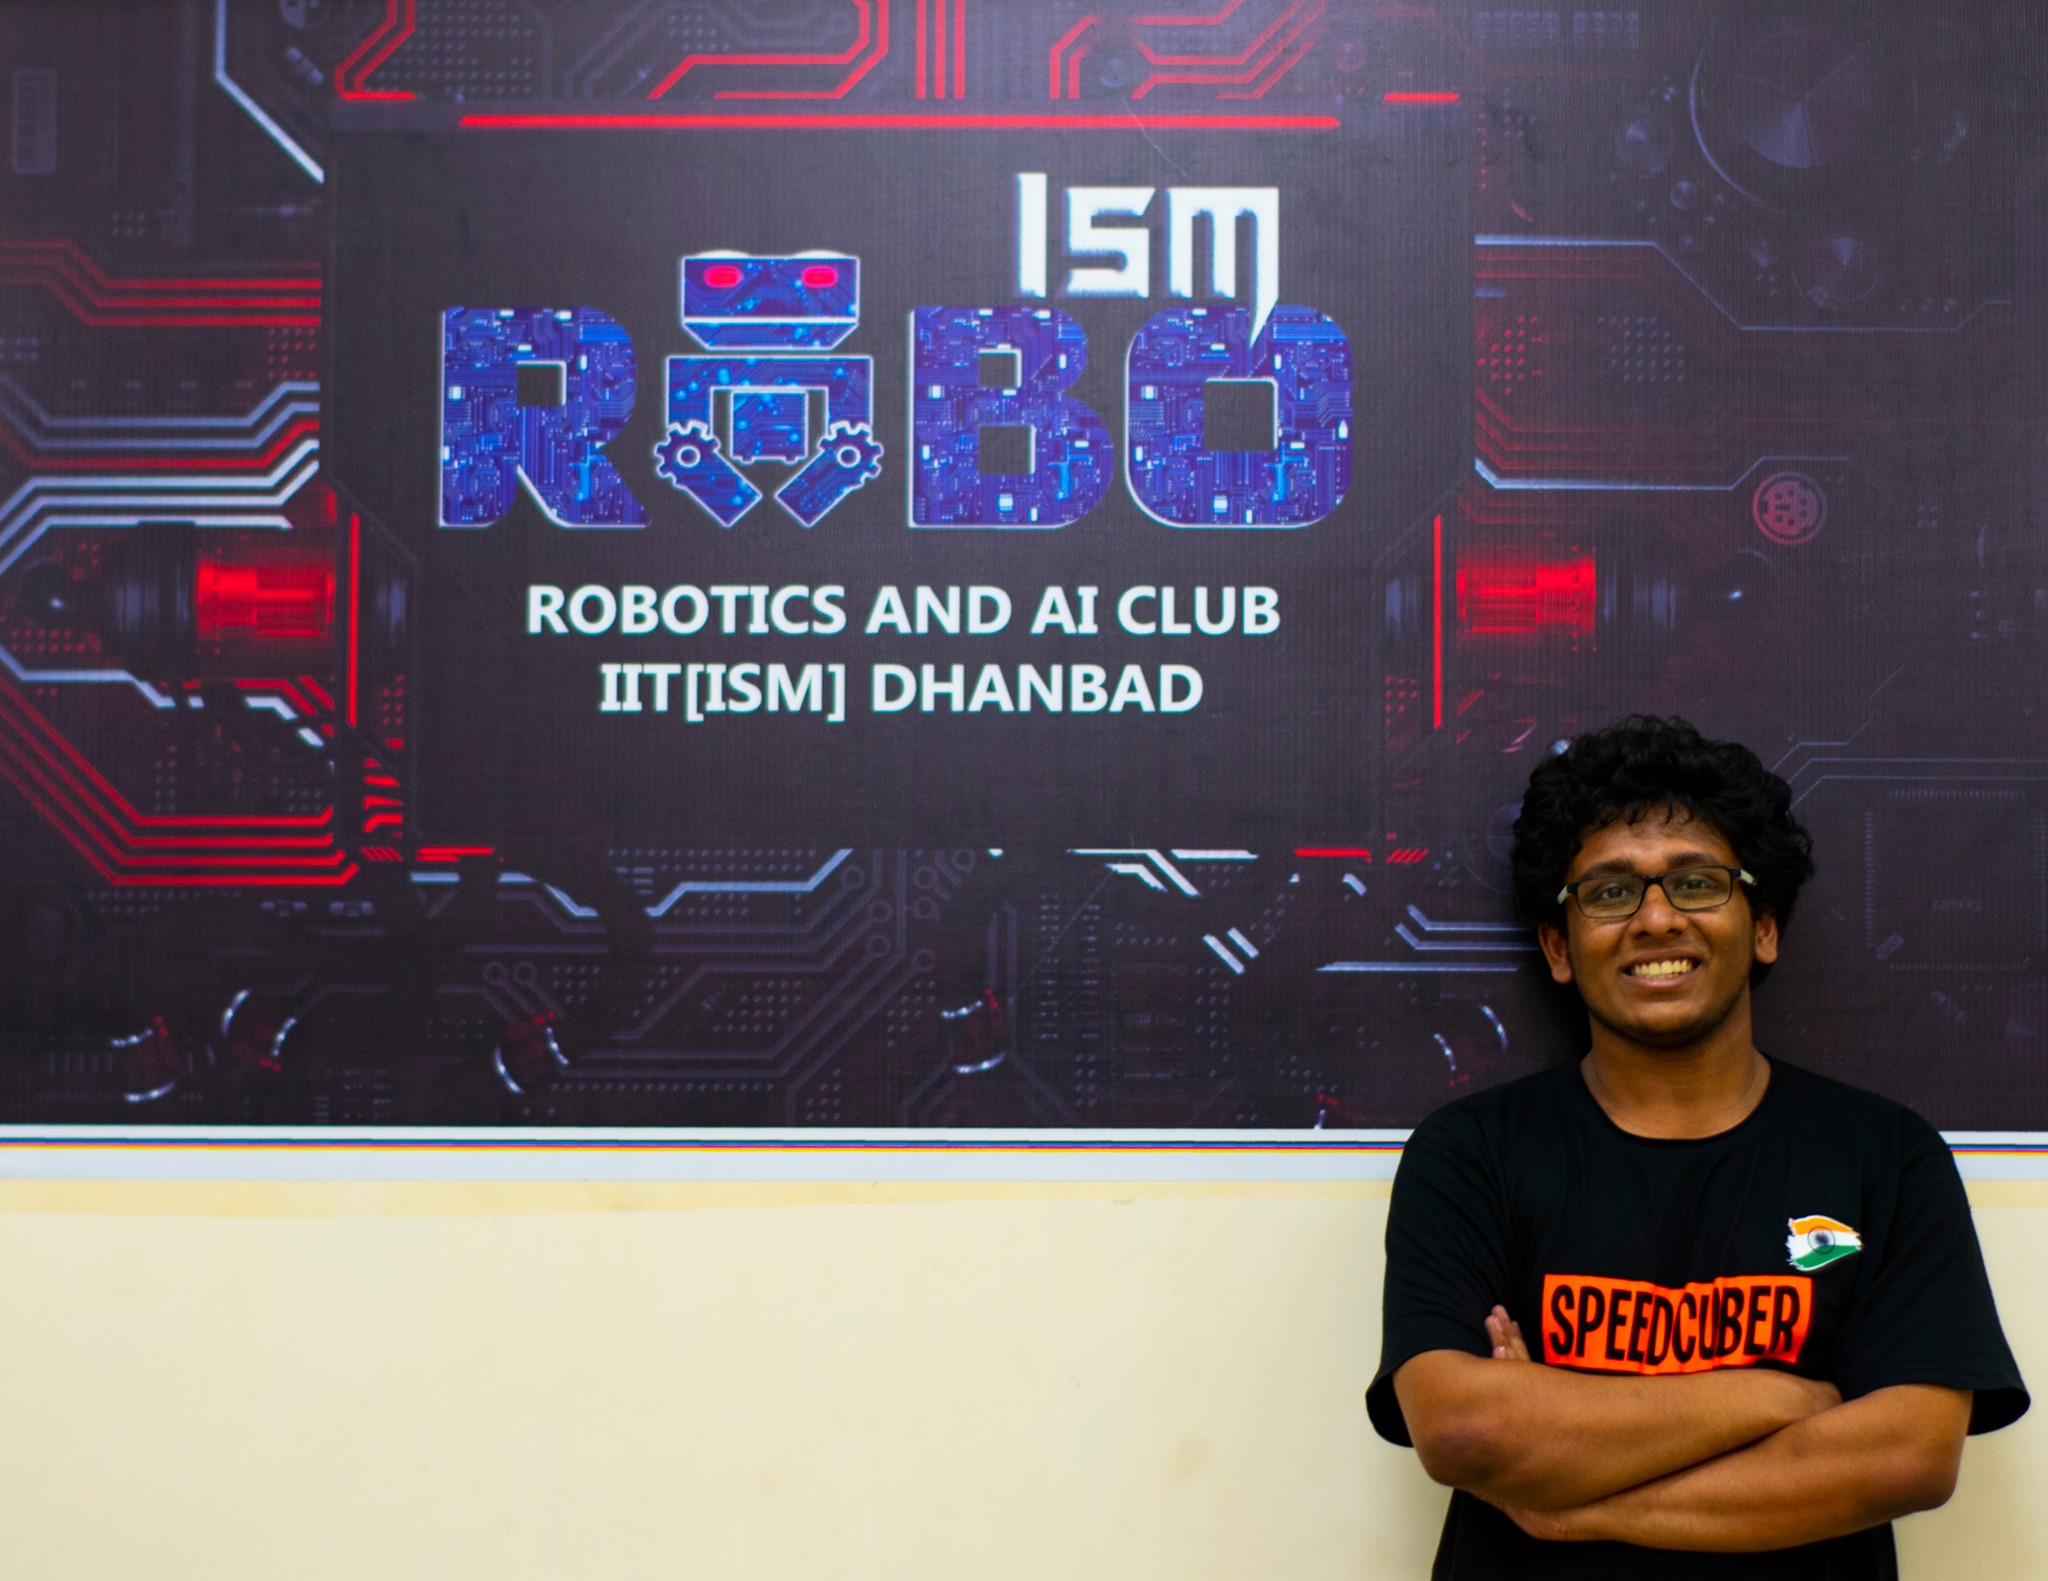 ISM
ROBO
ROBOTICS AND AI CLUB
IIT[ISM] DHANBAD
SPEEDCUBER